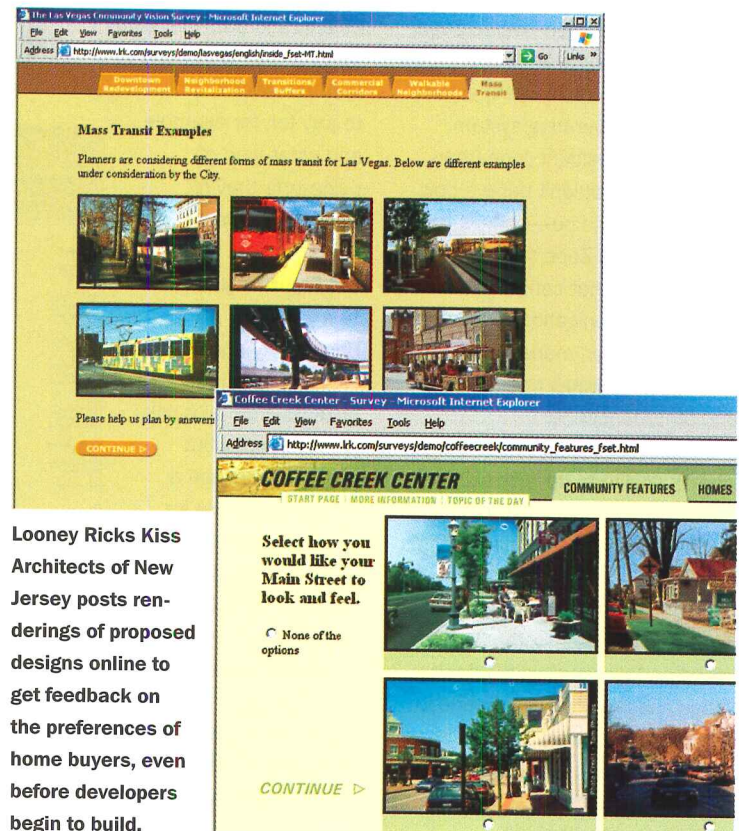 The Las Vegas Community Vision Survey - Microsoft Internet Explorer
File Edit View Favorites Tools Help
Address http://www.lrk.com/surveys/demo/lasvegas/english/inside_fset-MT.html Go Links »
Downtown Redevelopment
Neighborhood Revitalization
Transitions/ Buffers
Commercial Corridors
Walkable Neighborhoods
Mass Transit
Mass Transit Examples
Planners are considering different forms of mass transit for Las Vegas. Below are different examples
under consideration by the City.
Please help us plan by answeri
CONTINUE
Coffee Creek Center - Survey - Microsoft Internet Explorer
File Edit View Favorites Tools Help
Address http://www.lrk.com/surveys/demo/coffeecreek/community_features_fset.html
COFFEE CREEK CENTER
COMMUNITY FEATURES HOMES
START PAGE | MORE INFORMATION | TOPIC OF THE DAY
Select how you
would like your
Main Street to
look and feel.
None of the
options
CONTINUE
Looney Ricks Kiss
Architects of New
Jersey posts ren-
derings of proposed
designs online to
get feedback on
the preferences of
home buyers, even
before developers
begin to build.